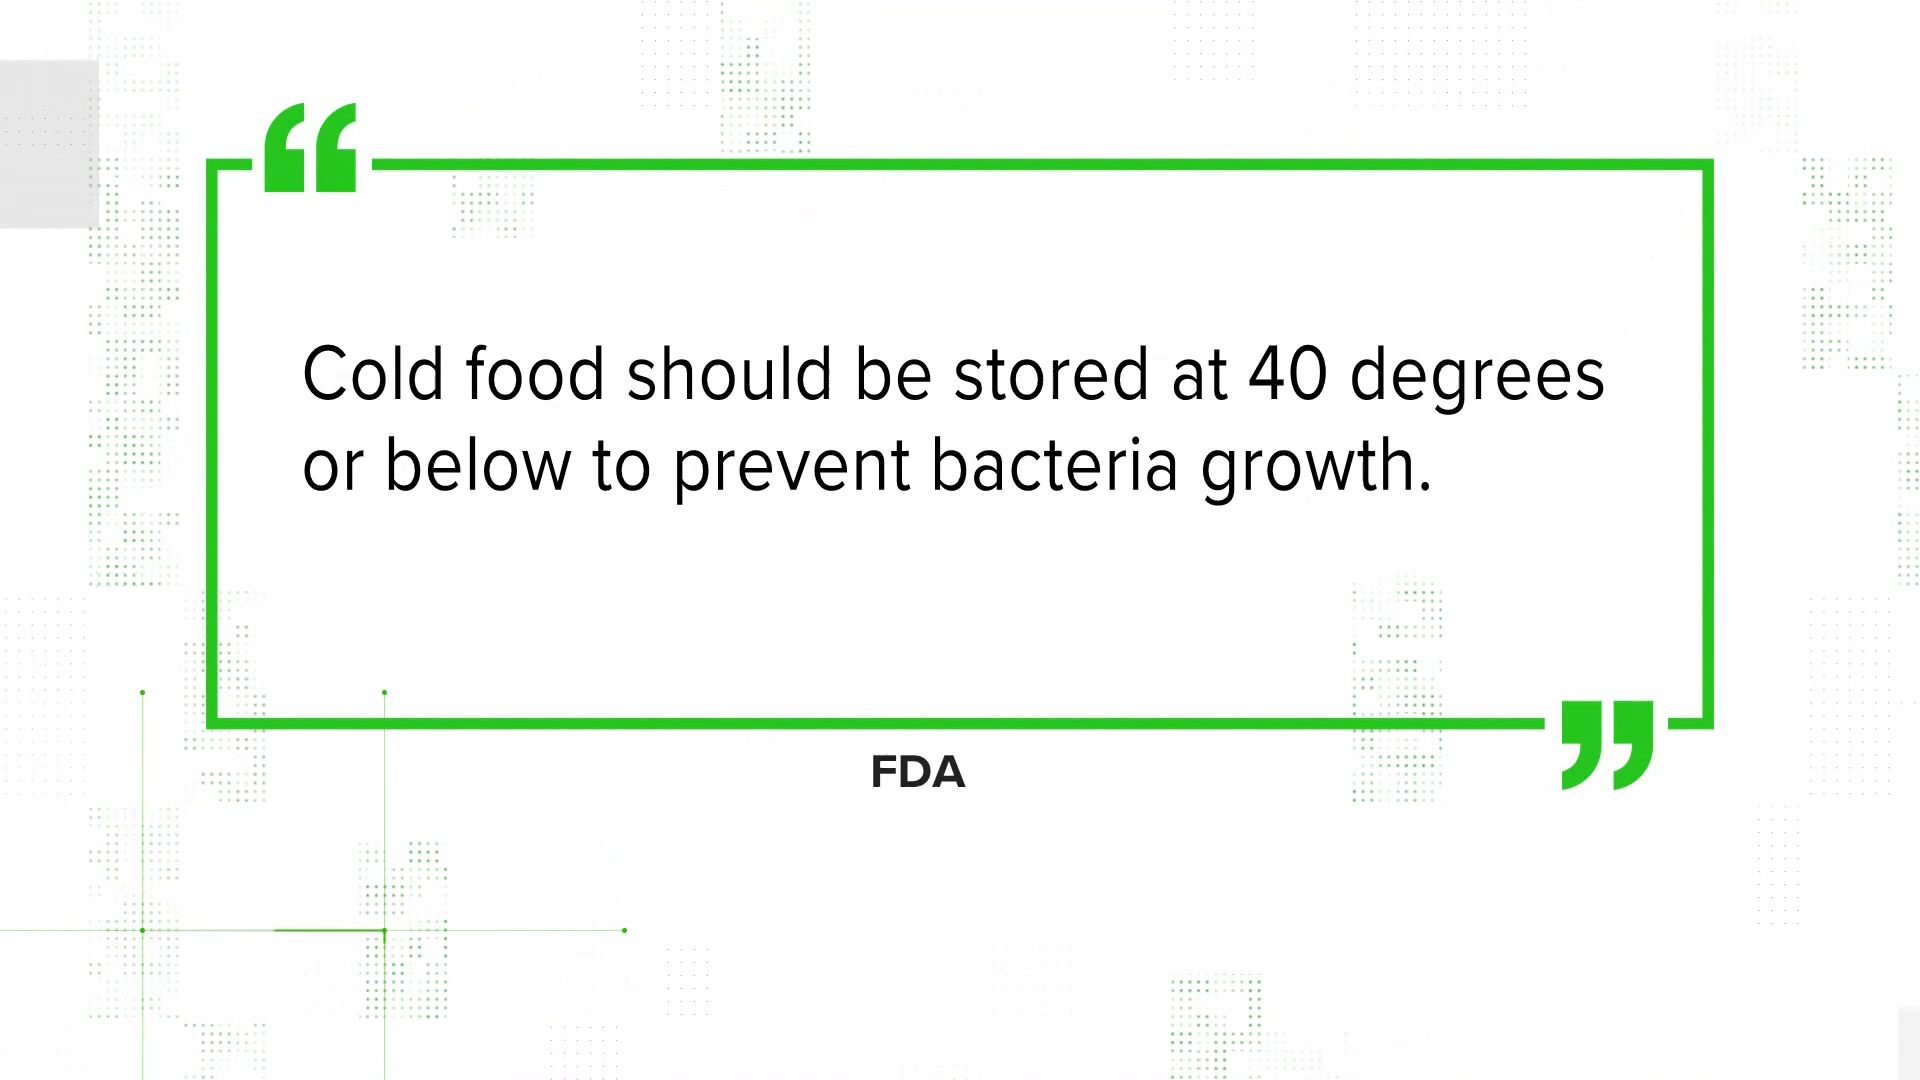 Cold food should be stored at 40 degrees
or below to prevent bacteria growth.
FDA